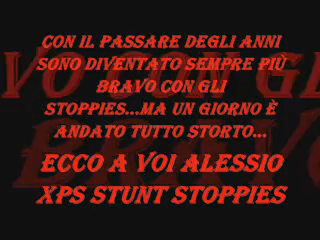 CON IL PASSARE DEGLI ANNI
SONO DIVENTATO SEMPRE PIÙ
BRAVO CON GLI
STOPPIES...MA UN GIORNO È
ANDATO TUTTO STORTO...
ECCO A VOI ALESSIO
XPS STUNT STOPPIES